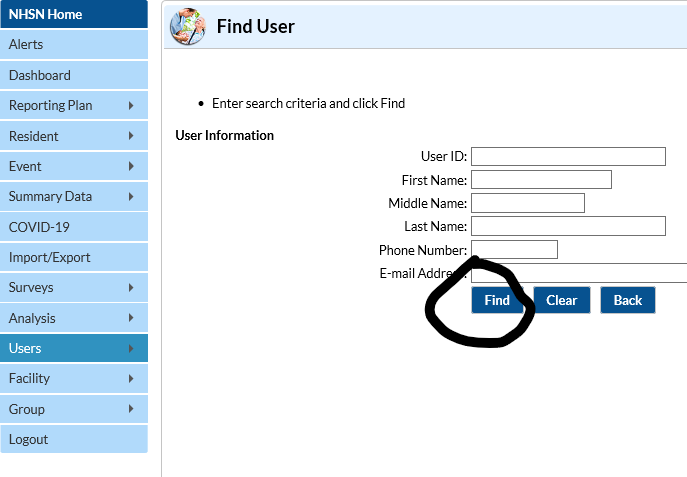 NHSN Home
Alerts
Dashboard
Reporting Plan
Resident
Event
Summary Data
COVID-19
Import/Export
Surveys
Analysis
Users
Facility
Group
Logout
Find User
• Enter search criteria and click Find
User Information
User ID:
First Name:
Middle Name:
Last Name:
Phone Number:
E-mail Address:
Find Clear Back